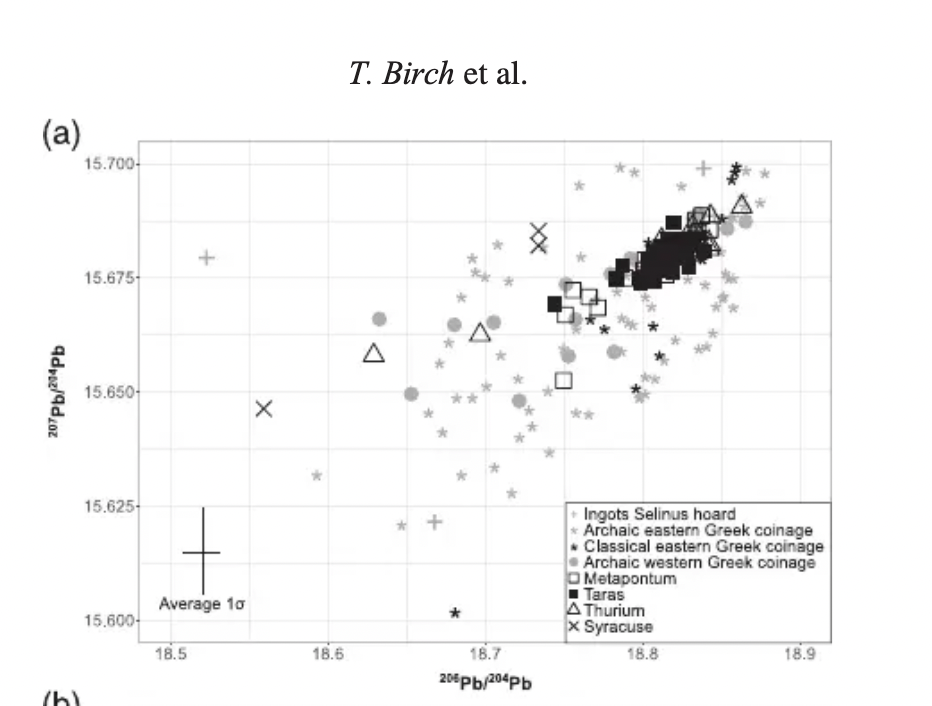 T. Birch et al.
(a)
15.700
15.675
15.650
15.625
15.600
²⁰⁷Pb/²⁰⁴Pb
Average 1σ
Ingots Selinus hoard
Archaic eastern Greek coinage
Classical eastern Greek coinage
Archaic western Greek coinage
Metapontum
Taras
Thurium
Syracuse
18.5 18.6 18.7 18.8 18.9
²⁰⁶Pb/²⁰⁴Pb
(b)